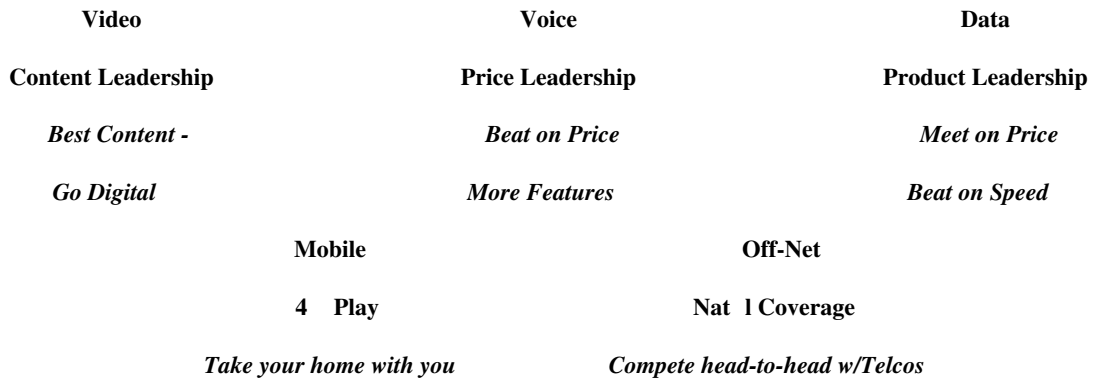 Video Voice Data
Content Leadership Price Leadership Product Leadership
Best Content - Beat on Price Meet on Price
Go Digital More Features Beat on Speed
Mobile Off-Net
4 Play Nat l Coverage
Take your home with you Compete head-to-head w/Telcos